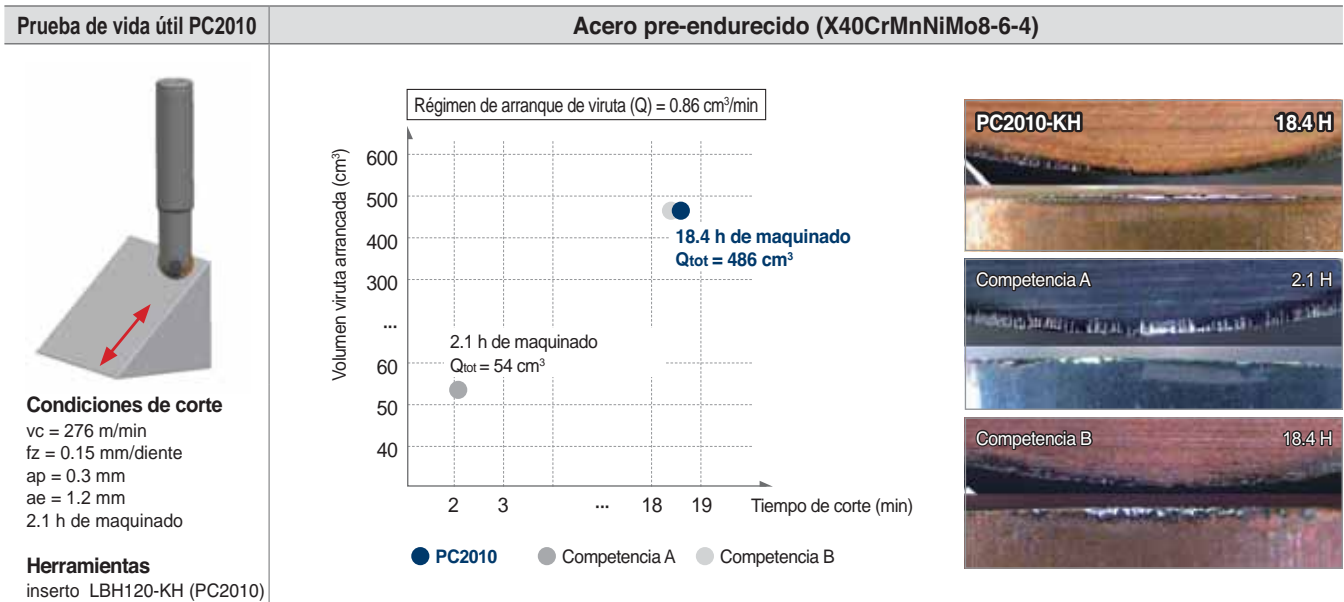 Prueba de vida útil PC2010
Acero pre-endurecido (X40CrMnNiMo8-6-4)
Condiciones de corte
vc = 276 m/min
fz = 0.15 mm/diente
ap = 0.3 mm
ae = 1.2 mm
2.1 h de maquinado
Herramientas
inserto LBH120-KH (PC2010)
Régimen de arranque de viruta (Q) = 0.86 cm³/min
Volumen viruta arrancada (cm³)
600
500
400
300
...
60
50
40
18.4 h de maquinado
Qtot = 486 cm³
2.1 h de maquinado
Qtot = 54 cm³
2 3 ... 18 19 Tiempo de corte (min)
PC2010 Competencia A Competencia B
PC2010-KH 18.4 H
Competencia A 2.1 H
Competencia B 18.4 H